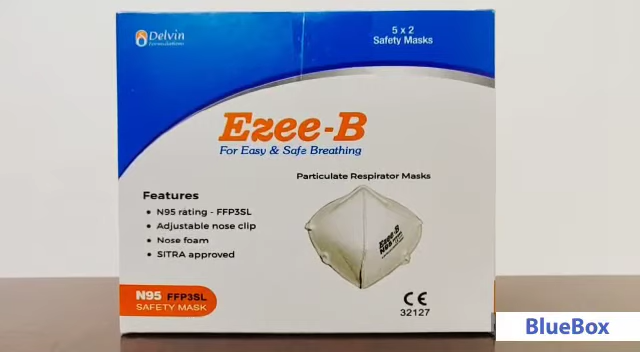 Delvin
Formulations
5 x 2
Safety Masks
Ezee-B
For Easy & Safe Breathing
Particulate Respirator Masks
Features
• N95 rating - FFP3SL
• Adjustable nose clip
• Nose foam
• SITRA approved
Ezee-B
N95
N95 FFP3SL
SAFETY MASK
CE
32127
BlueBox